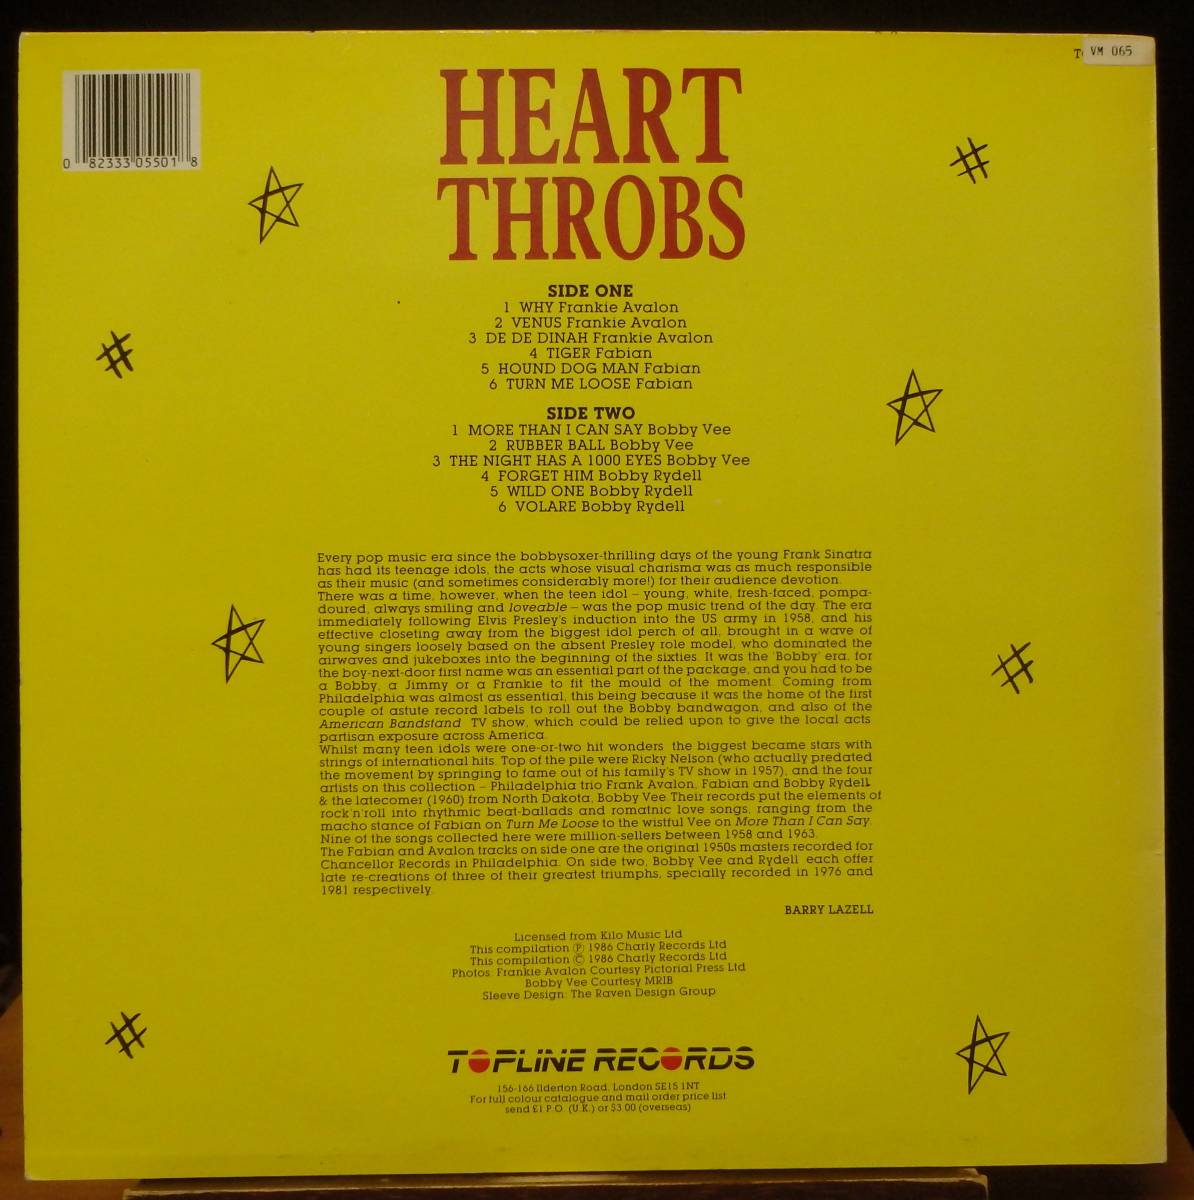 T VM 065
HEART
THROBS
0 82333 05501 8
SIDE ONE
1 WHY Frankie Avalon
2 VENUS Frankie Avalon
3 DE DE DINAH Frankie Avalon
4 TIGER Fabian
5 HOUND DOG MAN Fabian
6 TURN ME LOOSE Fabian
SIDE TWO
1 MORE THAN I CAN SAY Bobby Vee
2 RUBBER BALL Bobby Vee
3 THE NIGHT HAS A 1000 EYES Bobby Vee
4 FORGET HIM Bobby Rydell
5 WILD ONE Bobby Rydell
6 VOLARE Bobby Rydell
Every pop music era since the bobbysoxer-thrilling days of the young Frank Sinatra
has had its teenage idols, the acts whose visual charisma was as much responsible
as their music (and sometimes considerably more!) for their audience devotion.
There was a time, however, when the teen idol – young, white, fresh-faced, pompa-
doured, always smiling and loveable – was the pop music trend of the day. The era
immediately following Elvis Presley's induction into the US army in 1958, and his
effective closeting away from the biggest idol perch of all, brought in a wave of
young singers loosely based on the absent Presley role model, who dominated the
airwaves and jukeboxes into the beginning of the sixties. It was the 'Bobby' era, for
the boy-next-door first name was an essential part of the package, and you had to be
a Bobby, a Jimmy or a Frankie to fit the mould of the moment. Coming from
Philadelphia was almost as essential, this being because it was the home of the first
couple of astute record labels to roll out the Bobby bandwagon, and also of the
American Bandstand TV show, which could be relied upon to give the local acts
partisan exposure across America.
Whilst many teen idols were one-or-two hit wonders the biggest became stars with
strings of international hits. Top of the pile were Ricky Nelson (who actually predated
the movement by springing to fame out of his family's TV show in 1957), and the four
artists on this collection – Philadelphia trio Frank Avalon, Fabian and Bobby Rydell,
& the latecomer (1960) from North Dakota, Bobby Vee. Their records put the elements of
rock'n'roll into rhythmic beat-ballads and romatnic love songs, ranging from the
macho stance of Fabian on Turn Me Loose to the wistful Vee on More Than I Can Say.
Nine of the songs collected here were million-sellers between 1958 and 1963.
The Fabian and Avalon tracks on side one are the original 1950s masters recorded for
Chancellor Records in Philadelphia. On side two, Bobby Vee and Rydell each offer
late re-creations of three of their greatest triumphs, specially recorded in 1976 and
1981 respectively.
BARRY LAZELL
Licensed from Kilo Music Ltd
This compilation ℗ 1986 Charly Records Ltd
This compilation © 1986 Charly Records Ltd
Photos: Frankie Avalon Courtesy Pictorial Press Ltd
Bobby Vee Courtesy MRIB
Sleeve Design: The Raven Design Group
TOPLINE RECORDS
156-166 Ilderton Road, London SE15 1NT
For full colour catalogue and mail order price list
send £1 P.O. (U.K.) or $3.00 (overseas)